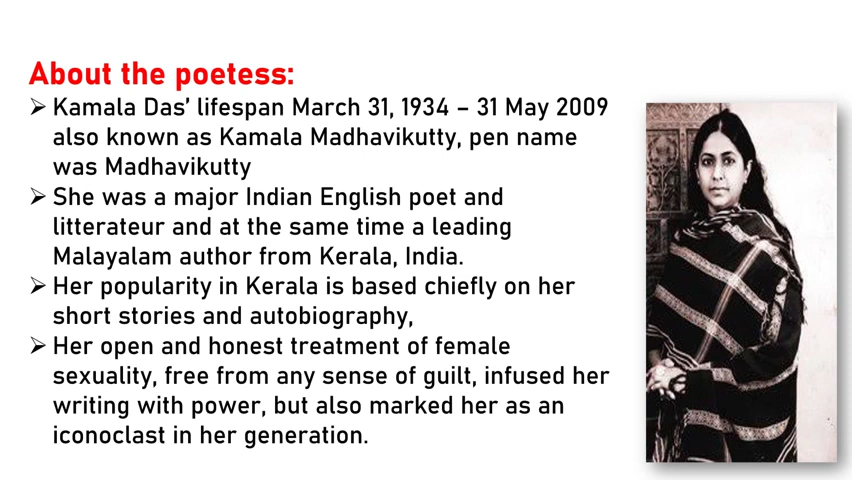 About the poetess:
➢ Kamala Das’ lifespan March 31, 1934 – 31 May 2009
also known as Kamala Madhavikutty, pen name
was Madhavikutty
➢ She was a major Indian English poet and
litterateur and at the same time a leading
Malayalam author from Kerala, India.
➢ Her popularity in Kerala is based chiefly on her
short stories and autobiography,
➢ Her open and honest treatment of female
sexuality, free from any sense of guilt, infused her
writing with power, but also marked her as an
iconoclast in her generation.